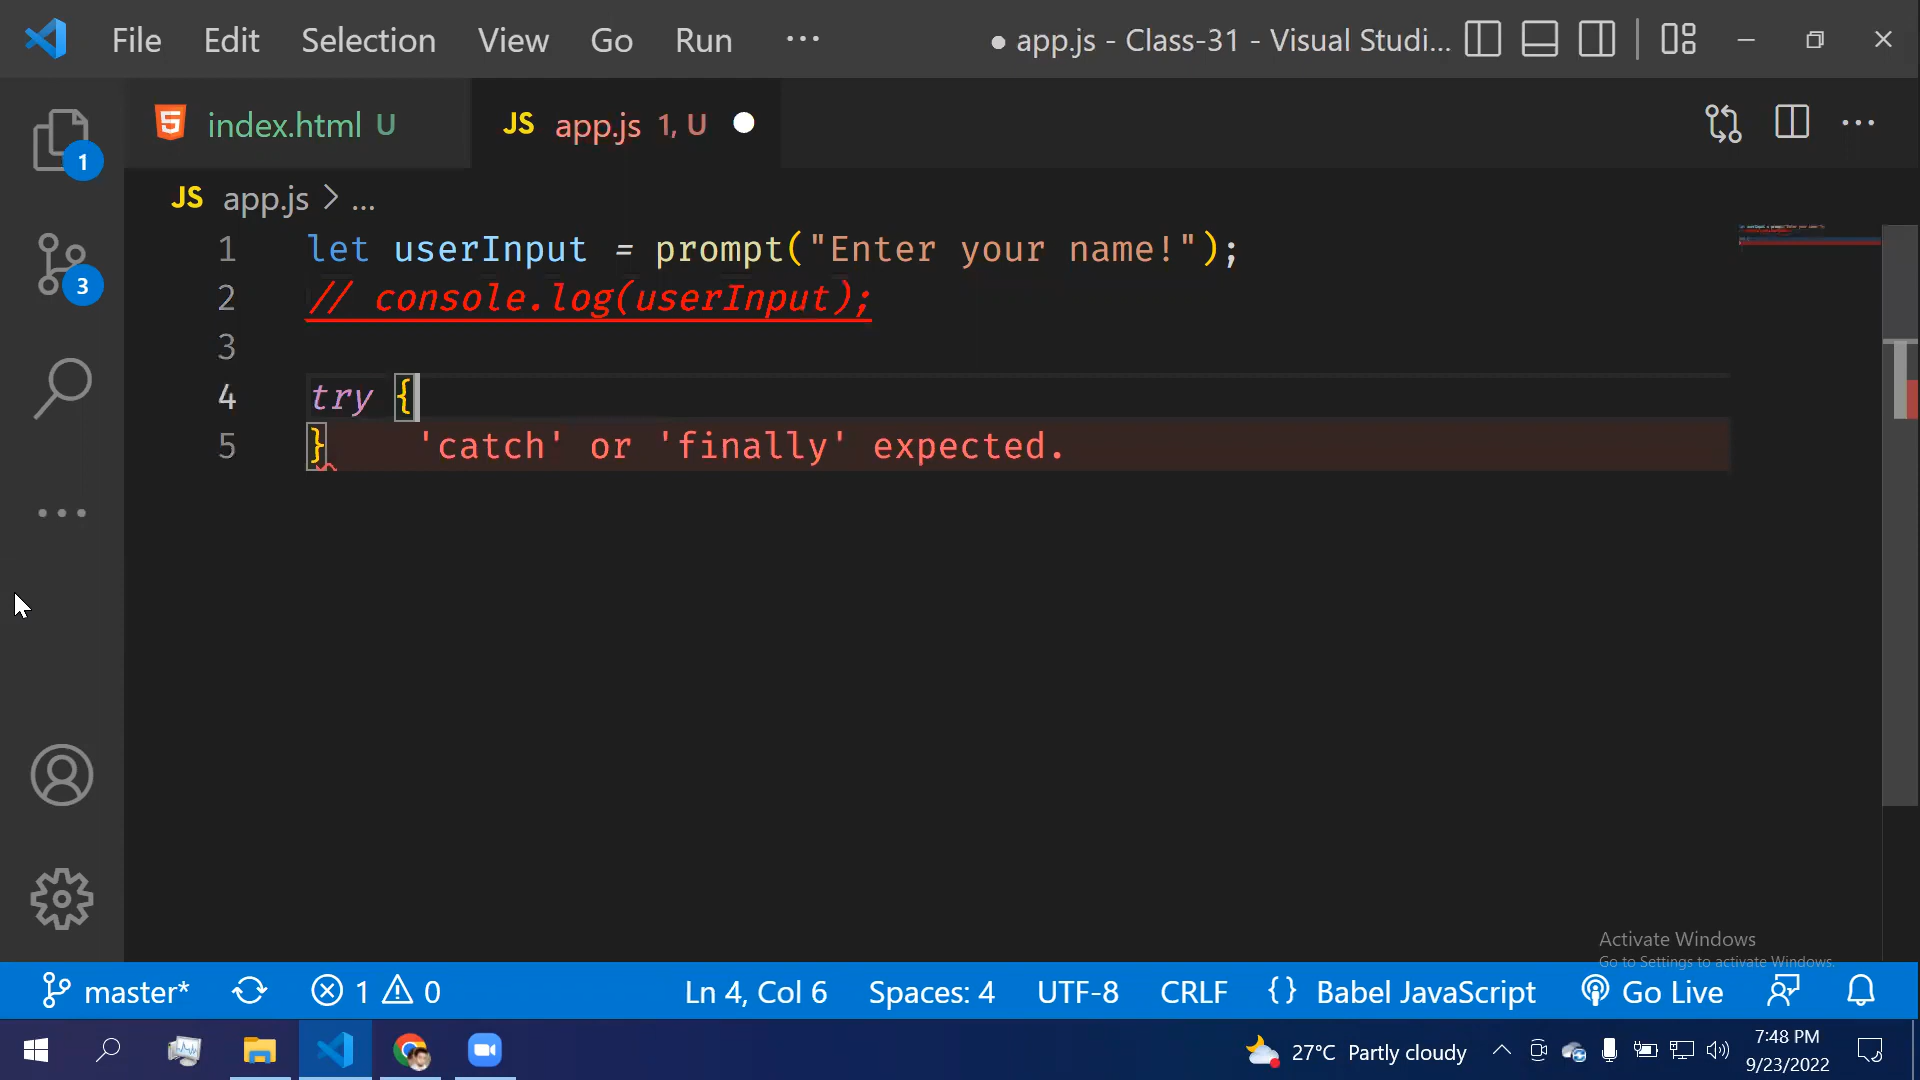 File Edit Selection View Go Run ··· ● app.js - Class-31 - Visual Studi...
index.html U JS app.js 1, U
1
JS app.js > ...
1 let userInput = prompt("Enter your name!");
2 // console.log(userInput);
3
3
4 try {
5 } 'catch' or 'finally' expected.
Activate Windows
Go to Settings to activate Windows.
master* 1 0 Ln 4, Col 6 Spaces: 4 UTF-8 CRLF {} Babel JavaScript Go Live
27°C Partly cloudy
7:48 PM
9/23/2022